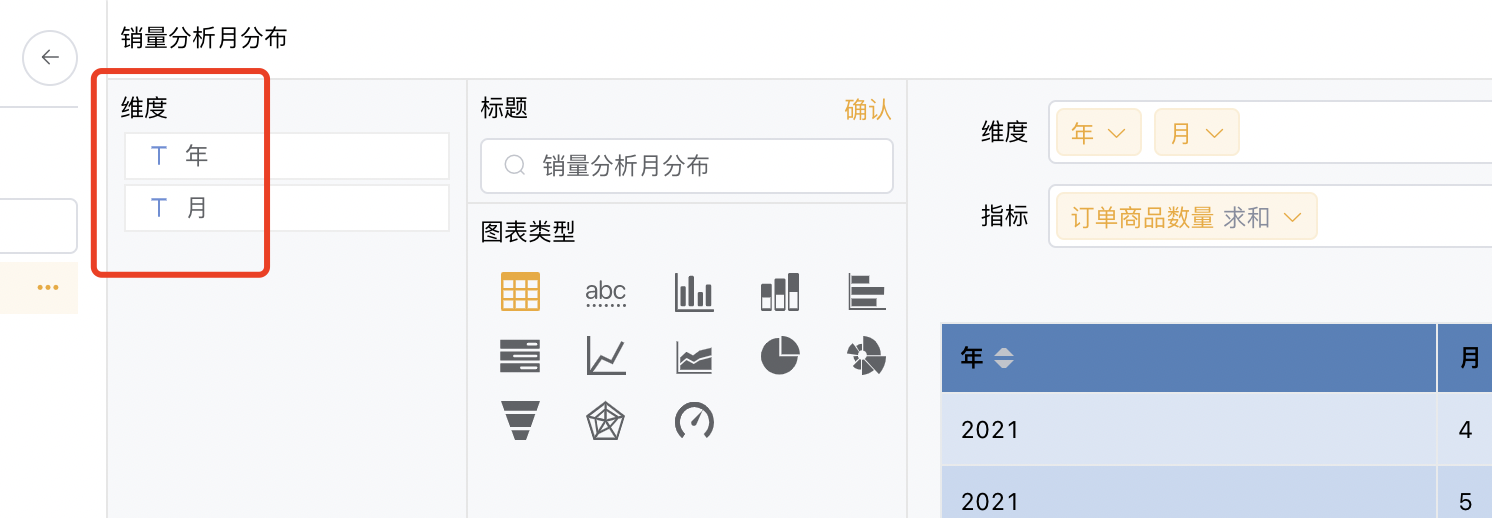 销量分析月分布
维度
T 年
T 月
标题
确认
销量分析月分布
图表类型
abc
维度
年
月
指标
订单商品数量 求和
年
月
2021
4
2021
5